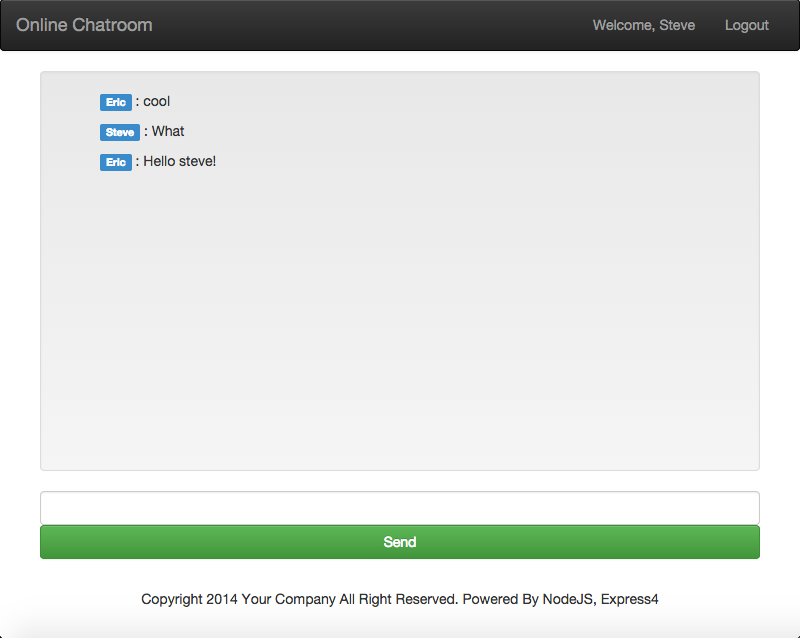 Online Chatroom Welcome, Steve Logout
Eric : cool
Steve : What
Eric : Hello steve!
Send
Copyright 2014 Your Company All Right Reserved. Powered By NodeJS, Express4